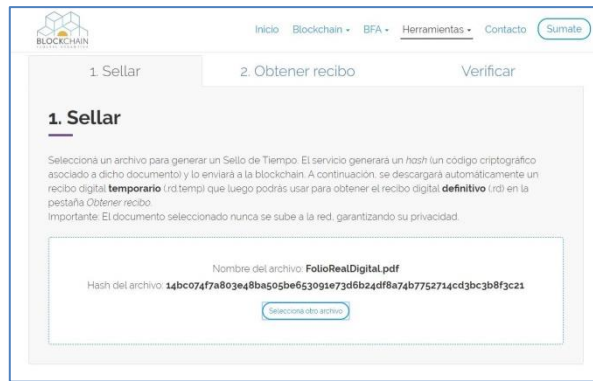 BLOCKCHAIN
FEDERAL ARGENTINA
Inicio Blockchain BFA Herramientas Contacto Sumate
1. Sellar 2. Obtener recibo Verificar
1. Sellar
Seleccioná un archivo para generar un Sello de Tiempo. El servicio generará un hash (un código criptográfico
asociado a dicho documento) y lo enviará a la blockchain. A continuación, se descargará automáticamente un
recibo digital temporario (.rd.temp) que luego podrás usar para obtener el recibo digital definitivo (.rd) en la
pestaña Obtener recibo.
Importante: El documento seleccionado nunca se sube a la red, garantizando su privacidad.
Nombre del archivo: FolioRealDigital.pdf
Hash del archivo: 14bc074f7a803e48ba505be653091e73d6b24df8a74b7752714cd3bc3b8f3c21
Selecciona otro archivo